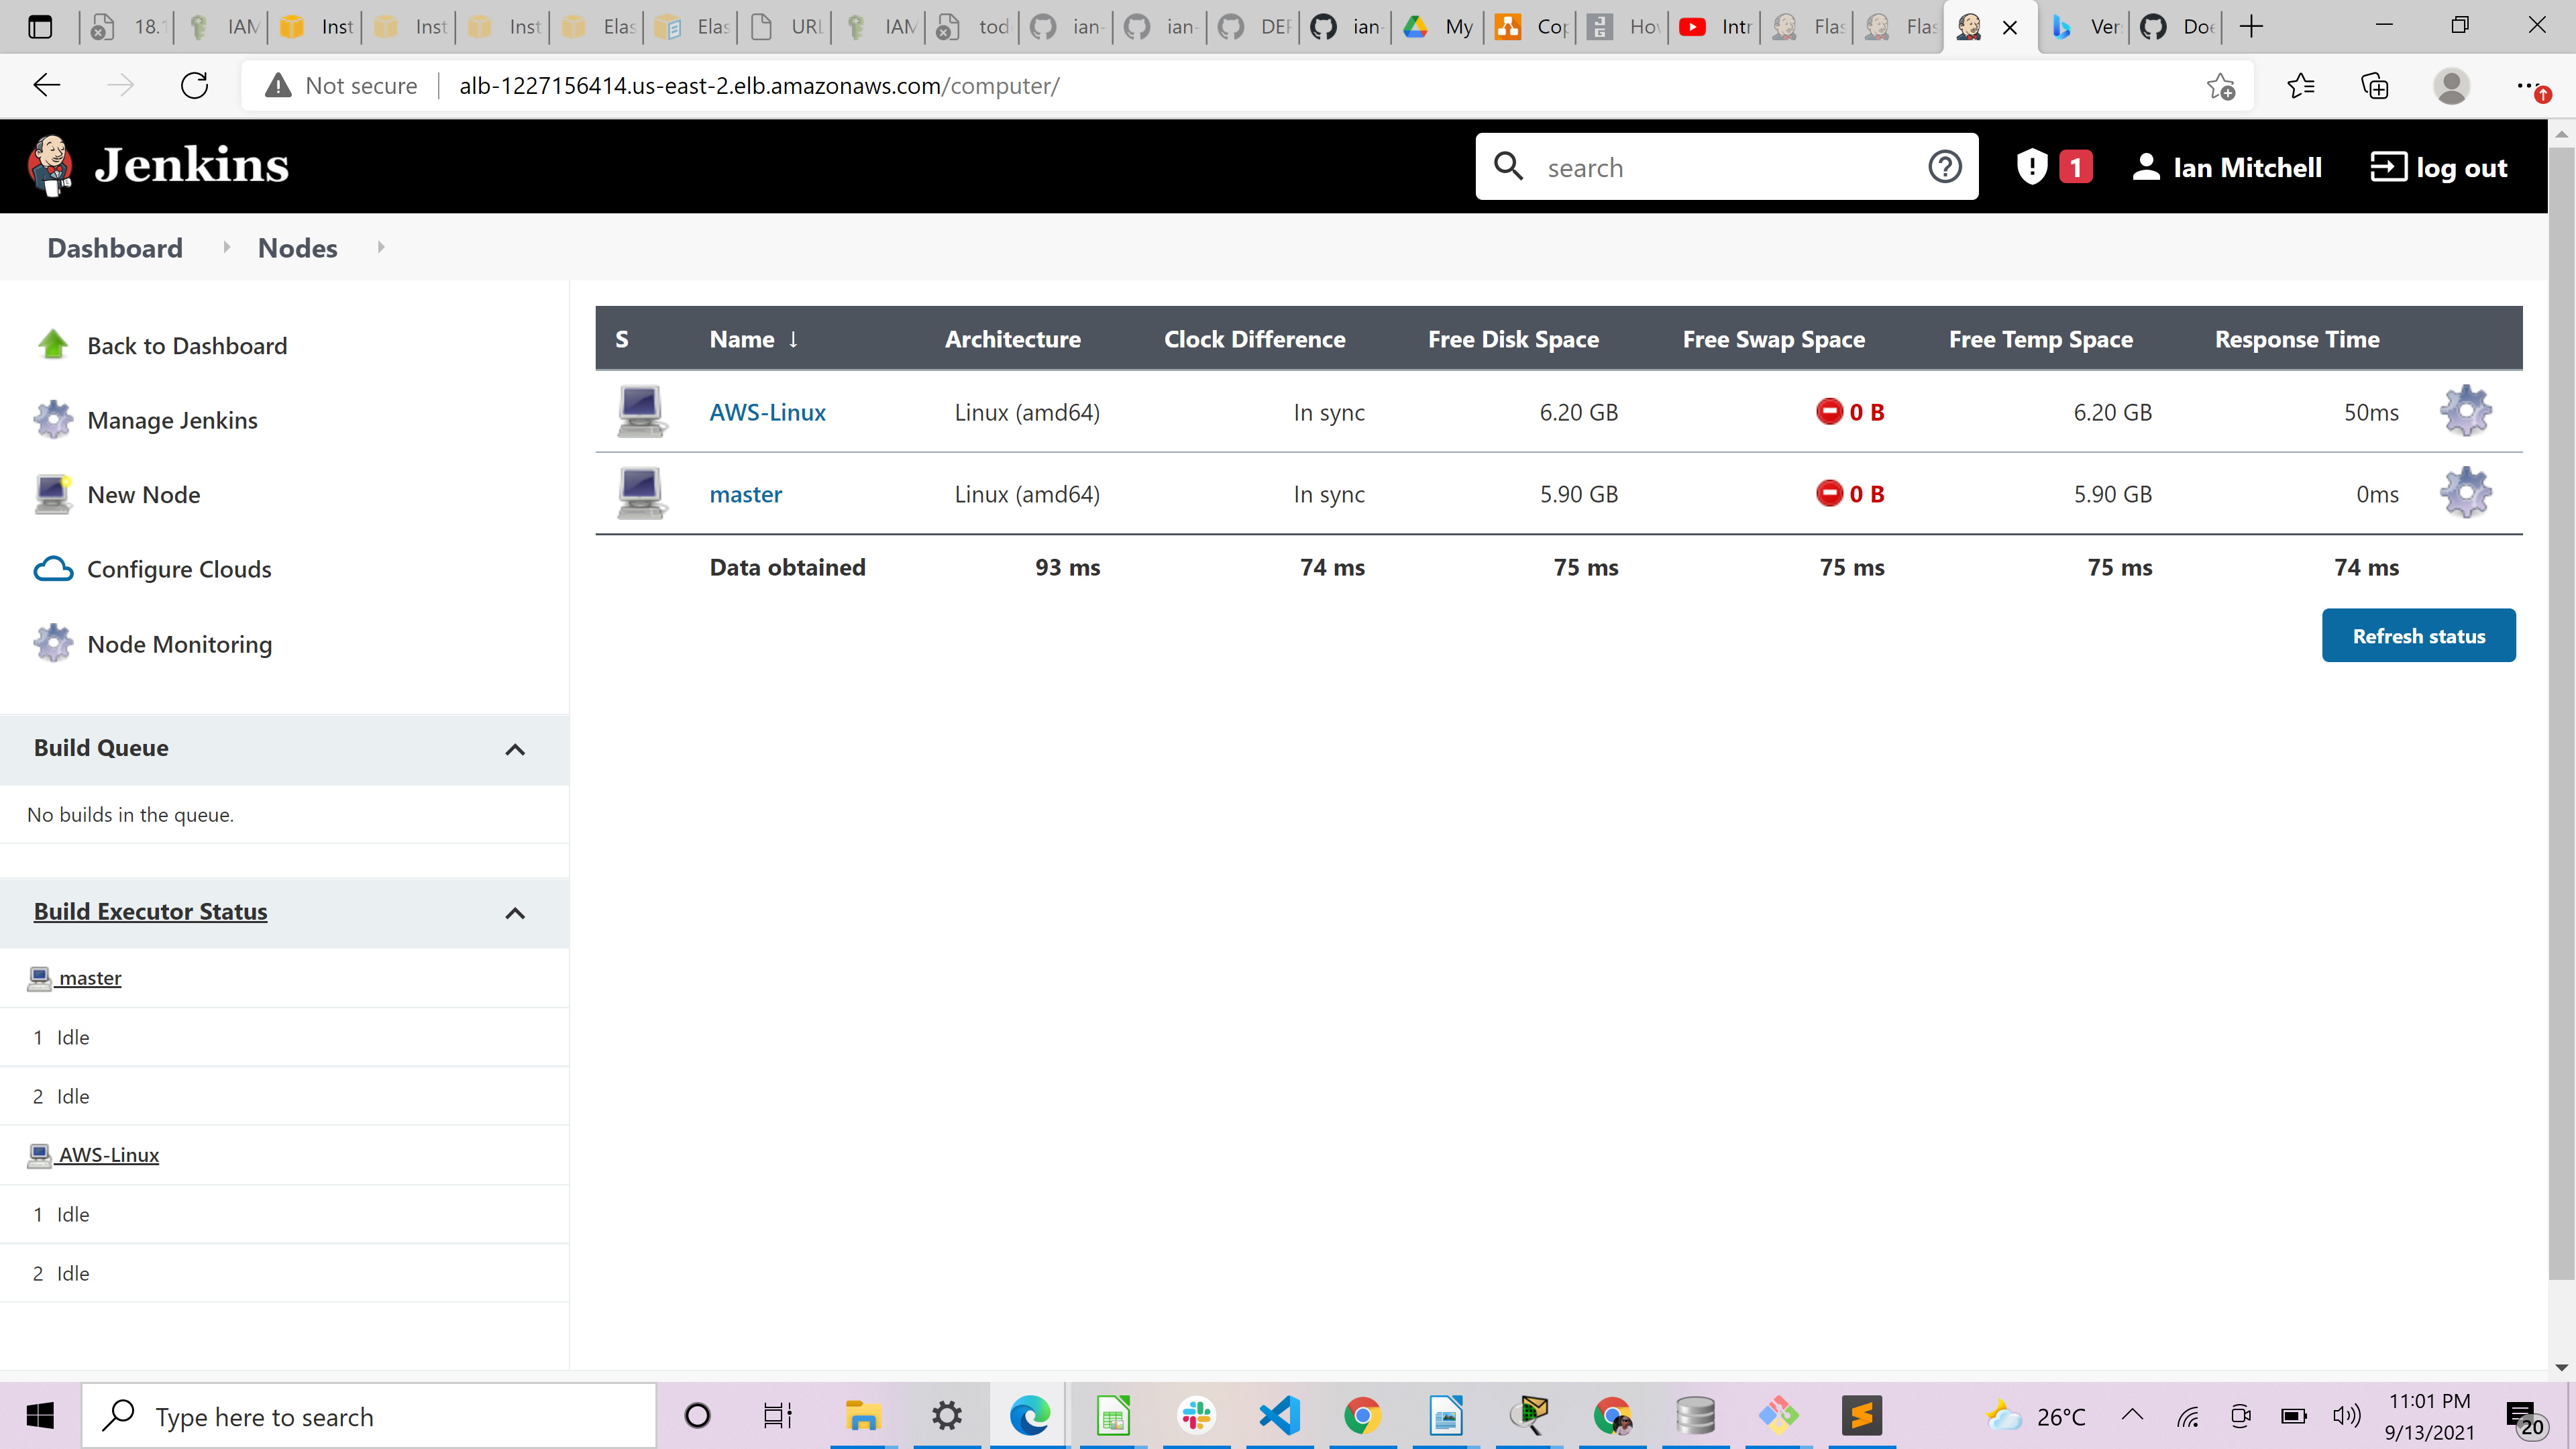 18.1 IAM Inst Inst Inst Elas Elas URL IAM tod ian- ian- DEP ian- My Cop How Intr Flas Flas Ver Doe
Not secure alb-1227156414.us-east-2.elb.amazonaws.com/computer/
Jenkins search 1 Ian Mitchell log out
Dashboard Nodes
Back to Dashboard
Manage Jenkins
New Node
Configure Clouds
Node Monitoring
Build Queue
No builds in the queue.
Build Executor Status
master
1 Idle
2 Idle
AWS-Linux
1 Idle
2 Idle
S Name ↓ Architecture Clock Difference Free Disk Space Free Swap Space Free Temp Space Response Time
AWS-Linux Linux (amd64) In sync 6.20 GB 0 B 6.20 GB 50ms
master Linux (amd64) In sync 5.90 GB 0 B 5.90 GB 0ms
Data obtained 93 ms 74 ms 75 ms 75 ms 75 ms 74 ms
Refresh status
Type here to search 26°C 11:01 PM
9/13/2021 20